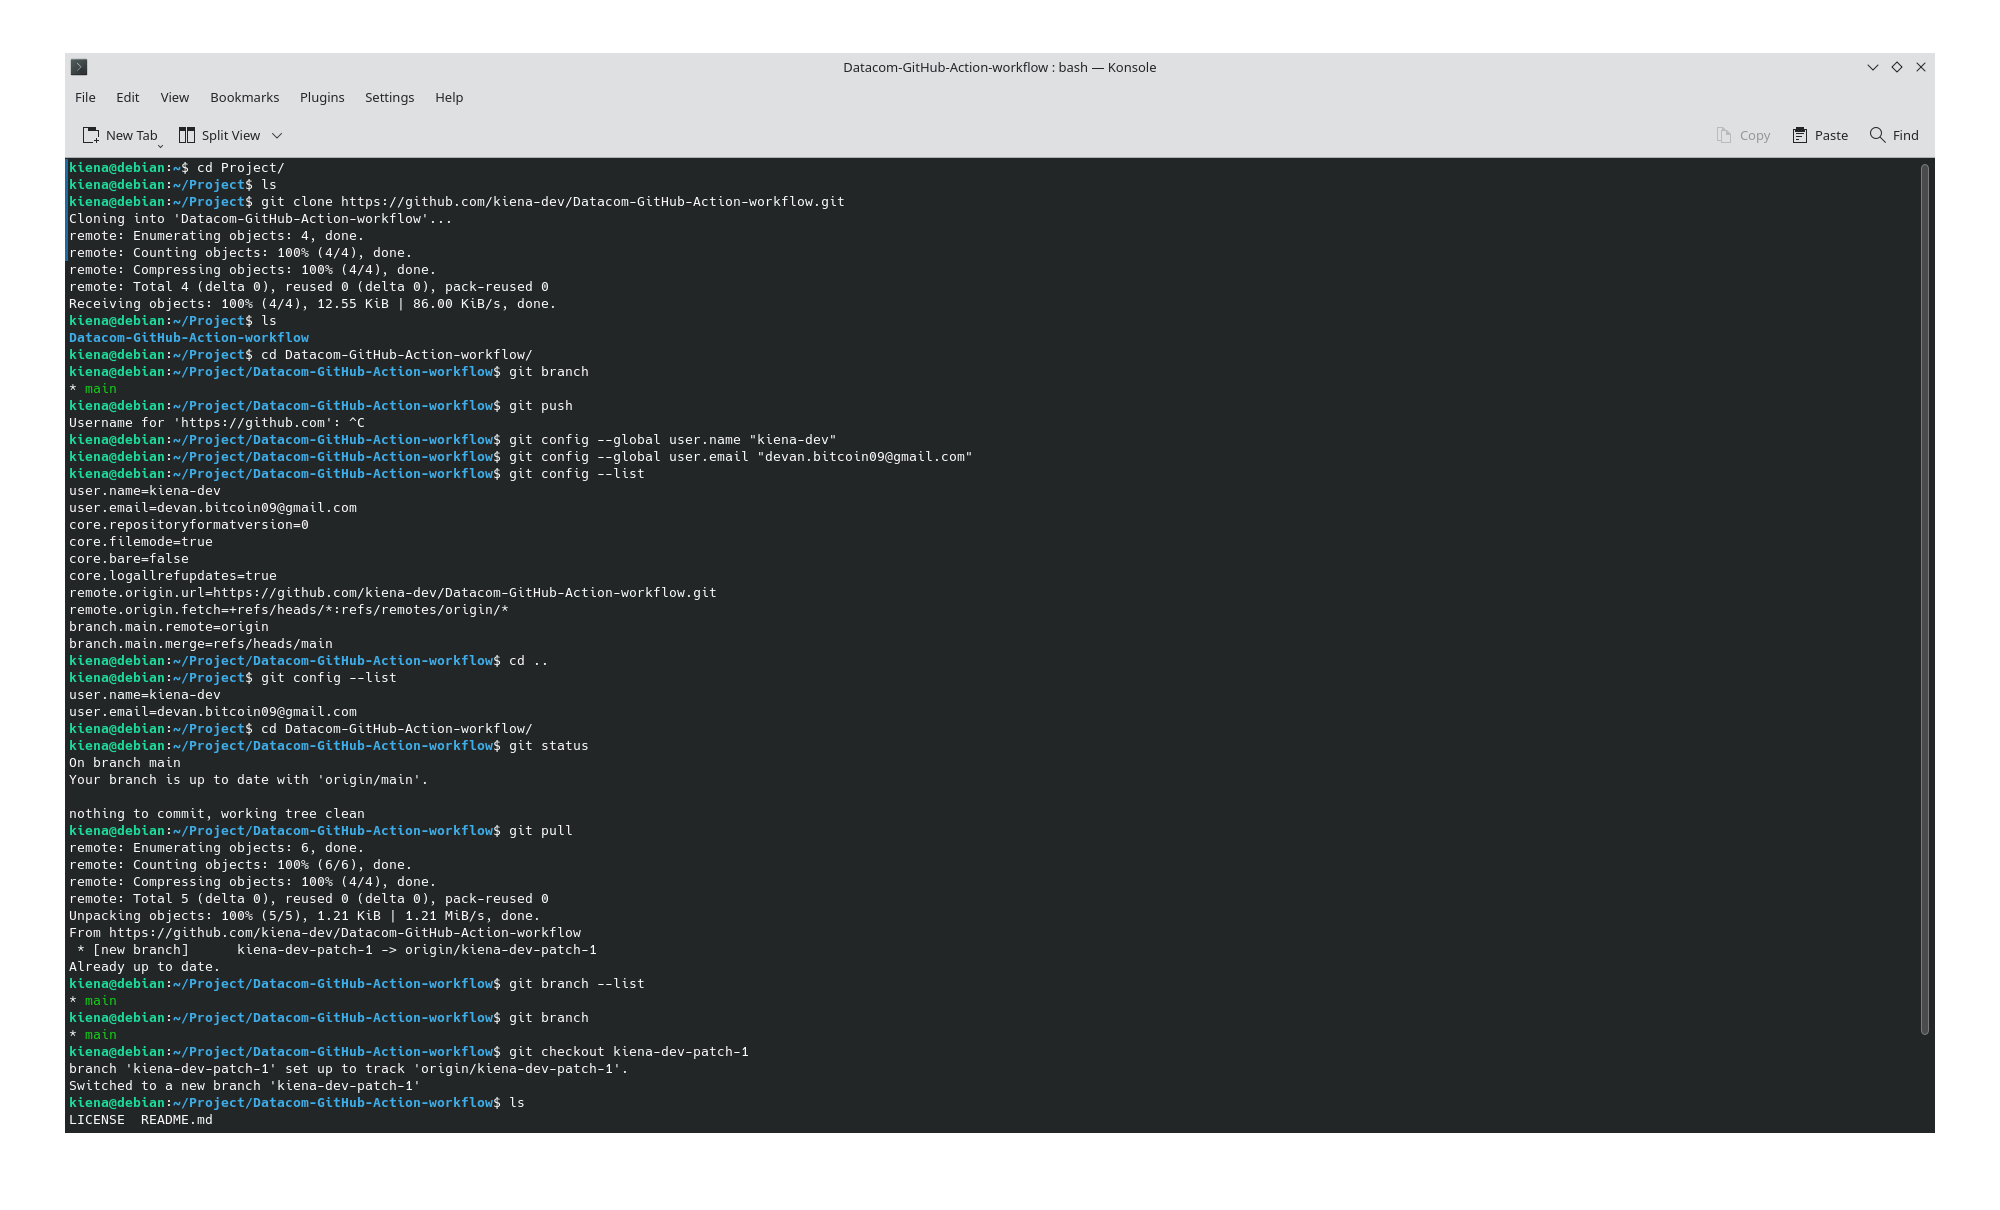 Datacom-GitHub-Action-workflow : bash — Konsole
File Edit View Bookmarks Plugins Settings Help
New Tab Split View Copy Paste Find
kiena@debian:~$ cd Project/
kiena@debian:~/Project$ ls
kiena@debian:~/Project$ git clone https://github.com/kiena-dev/Datacom-GitHub-Action-workflow.git
Cloning into 'Datacom-GitHub-Action-workflow'...
remote: Enumerating objects: 4, done.
remote: Counting objects: 100% (4/4), done.
remote: Compressing objects: 100% (4/4), done.
remote: Total 4 (delta 0), reused 0 (delta 0), pack-reused 0
Receiving objects: 100% (4/4), 12.55 KiB | 86.00 KiB/s, done.
kiena@debian:~/Project$ ls
Datacom-GitHub-Action-workflow
kiena@debian:~/Project$ cd Datacom-GitHub-Action-workflow/
kiena@debian:~/Project/Datacom-GitHub-Action-workflow$ git branch
* main
kiena@debian:~/Project/Datacom-GitHub-Action-workflow$ git push
Username for 'https://github.com': ^C
kiena@debian:~/Project/Datacom-GitHub-Action-workflow$ git config --global user.name "kiena-dev"
kiena@debian:~/Project/Datacom-GitHub-Action-workflow$ git config --global user.email "devan.bitcoin09@gmail.com"
kiena@debian:~/Project/Datacom-GitHub-Action-workflow$ git config --list
user.name=kiena-dev
user.email=devan.bitcoin09@gmail.com
core.repositoryformatversion=0
core.filemode=true
core.bare=false
core.logallrefupdates=true
remote.origin.url=https://github.com/kiena-dev/Datacom-GitHub-Action-workflow.git
remote.origin.fetch=+refs/heads/*:refs/remotes/origin/*
branch.main.remote=origin
branch.main.merge=refs/heads/main
kiena@debian:~/Project/Datacom-GitHub-Action-workflow$ cd ..
kiena@debian:~/Project$ git config --list
user.name=kiena-dev
user.email=devan.bitcoin09@gmail.com
kiena@debian:~/Project$ cd Datacom-GitHub-Action-workflow/
kiena@debian:~/Project/Datacom-GitHub-Action-workflow$ git status
On branch main
Your branch is up to date with 'origin/main'.
nothing to commit, working tree clean
kiena@debian:~/Project/Datacom-GitHub-Action-workflow$ git pull
remote: Enumerating objects: 6, done.
remote: Counting objects: 100% (6/6), done.
remote: Compressing objects: 100% (4/4), done.
remote: Total 5 (delta 0), reused 0 (delta 0), pack-reused 0
Unpacking objects: 100% (5/5), 1.21 KiB | 1.21 MiB/s, done.
From https://github.com/kiena-dev/Datacom-GitHub-Action-workflow
 * [new branch]      kiena-dev-patch-1 -> origin/kiena-dev-patch-1
Already up to date.
kiena@debian:~/Project/Datacom-GitHub-Action-workflow$ git branch --list
* main
kiena@debian:~/Project/Datacom-GitHub-Action-workflow$ git branch
* main
kiena@debian:~/Project/Datacom-GitHub-Action-workflow$ git checkout kiena-dev-patch-1
branch 'kiena-dev-patch-1' set up to track 'origin/kiena-dev-patch-1'.
Switched to a new branch 'kiena-dev-patch-1'
kiena@debian:~/Project/Datacom-GitHub-Action-workflow$ ls
LICENSE  README.md